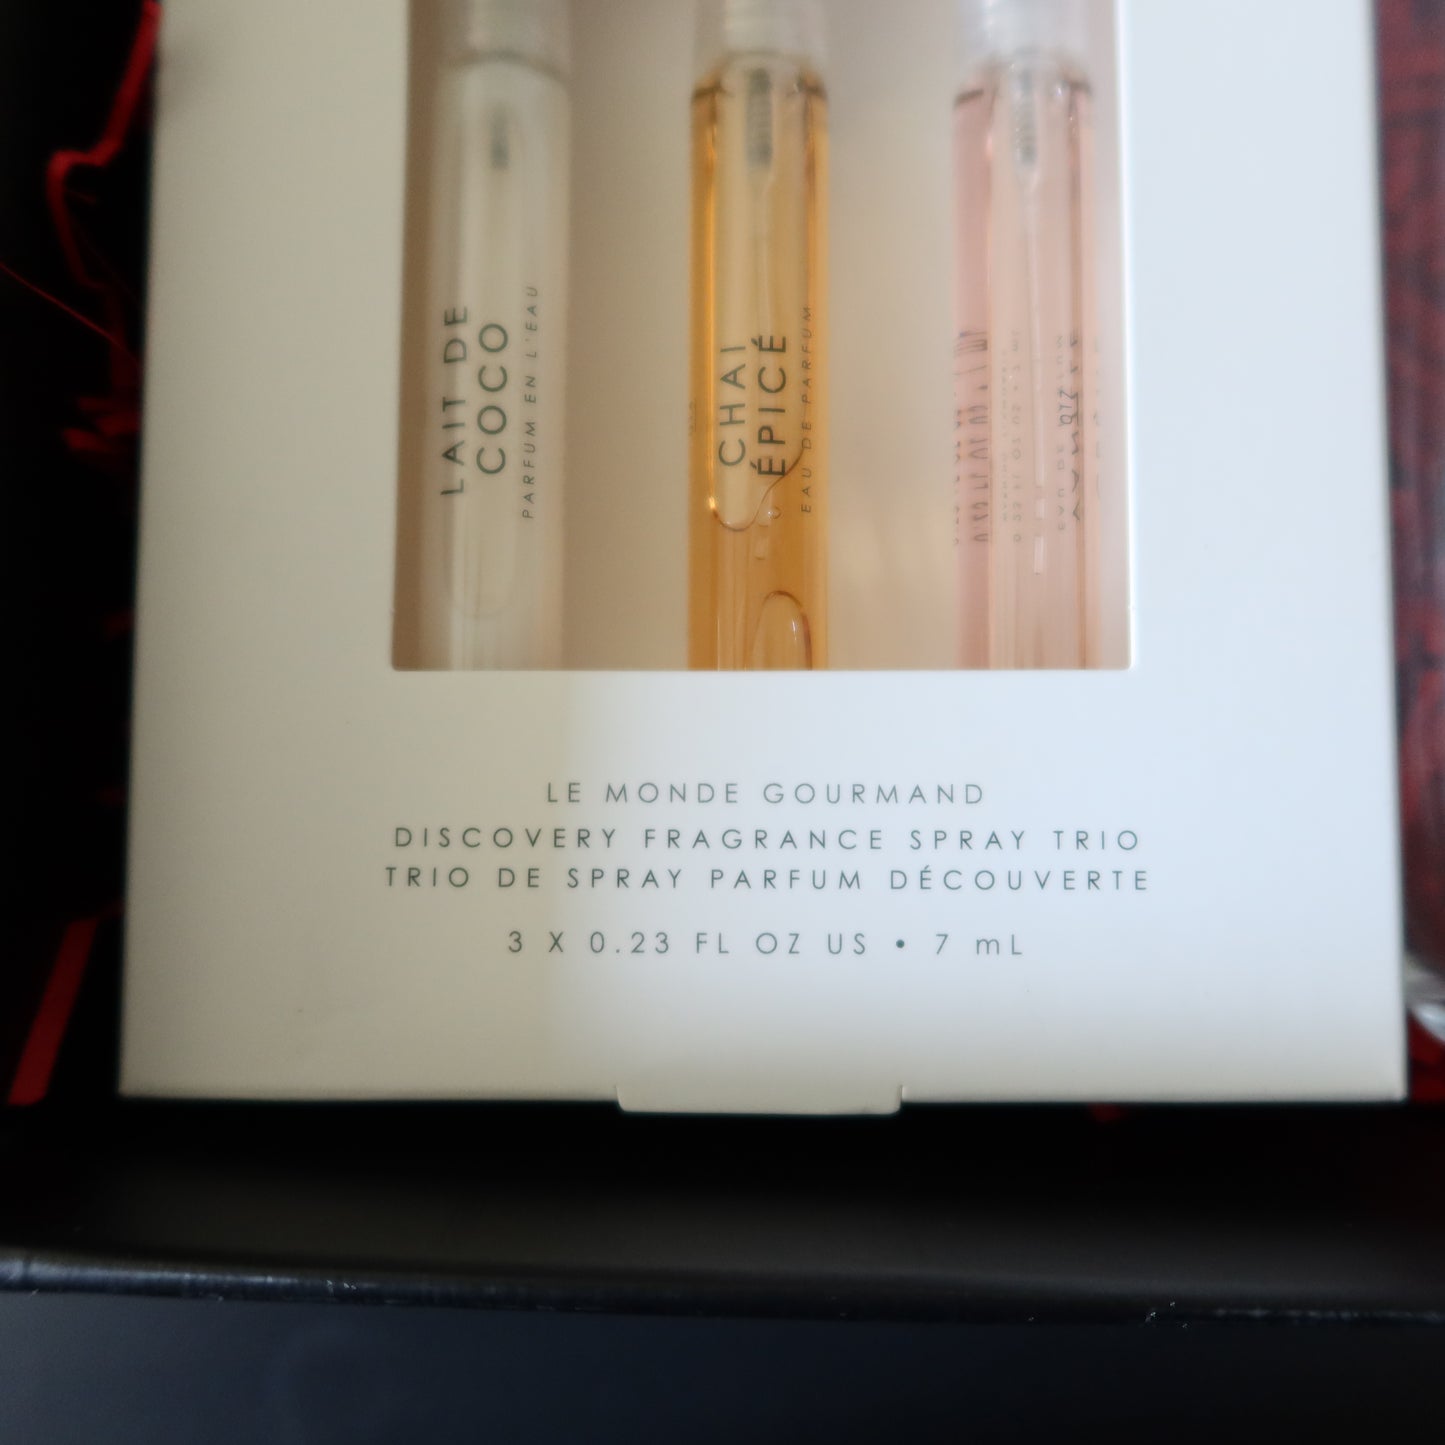 LAIT DE
COCO
PARFUM EN L'EAU
CHAI
ÉPICÉ
EAU DE PARFUM
LE MONDE GOURMAND
DISCOVERY FRAGRANCE SPRAY TRIO
TRIO DE SPRAY PARFUM DÉCOUVERTE
3 X 0.23 FL OZ US • 7 mL